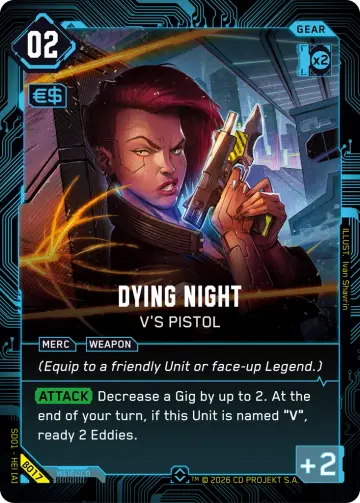 02
GEAR
x2
€$
ILLUST. Ivan Shavrin
DYING NIGHT
V'S PISTOL
MERC WEAPON
(Equip to a friendly Unit or face-up Legend.)
ATTACK Decrease a Gig by up to 2. At the
end of your turn, if this Unit is named "V",
ready 2 Eddies.
+2
B017
™ © 2026 CD PROJEKT S.A.